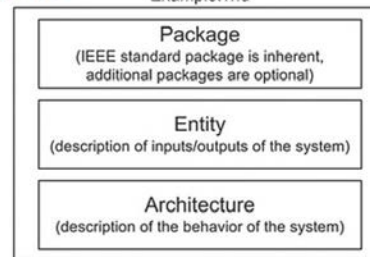 Package
(IEEE standard package is inherent,
additional packages are optional)
Entity
(description of inputs/outputs of the system)
Architecture
(description of the behavior of the system)